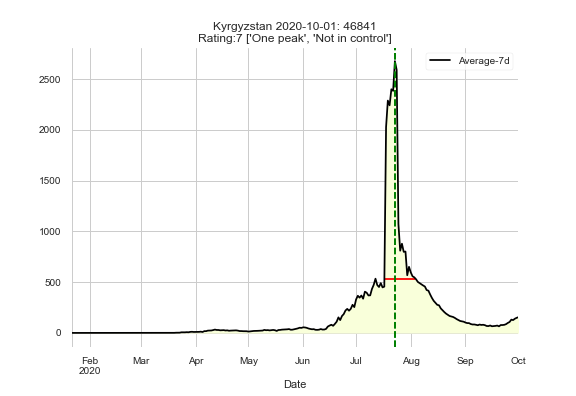 Kyrgyzstan 2020-10-01: 46841
Rating:7 ['One peak', 'Not in control']
Average-7d
2500
2000
1500
1000
500
0
Feb Mar Apr May Jun Jul Aug Sep Oct
2020
Date